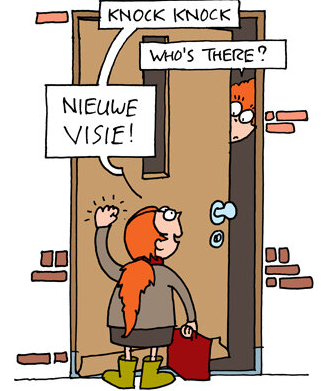 KNOCK KNOCK
WHO'S THERE?
NIEUWE
VISIE!